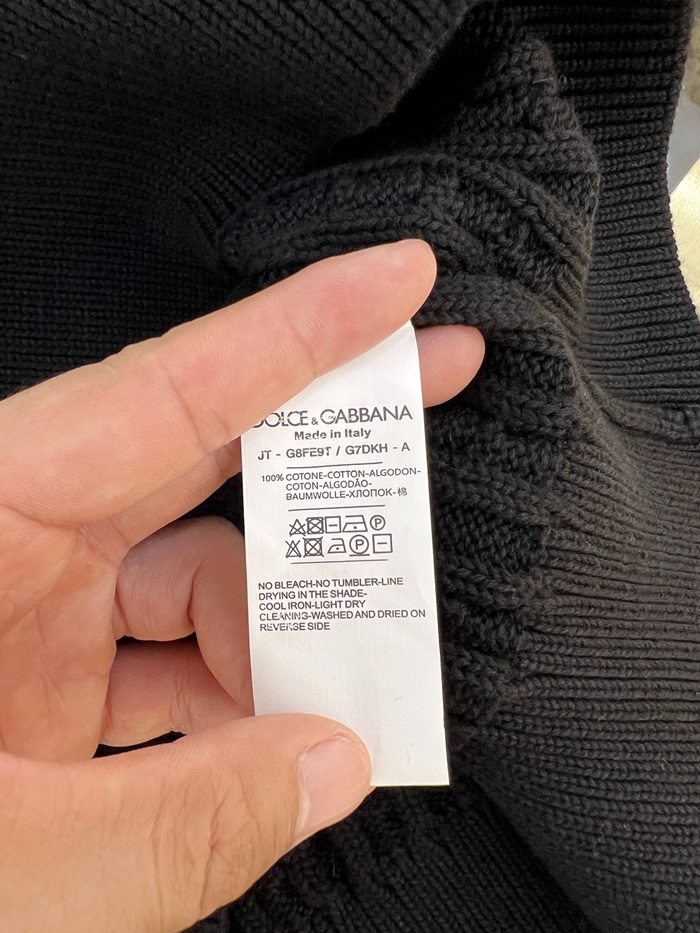 DOLCE & GABBANA
Made in Italy
JT - G8FE9T / G7DKH - A
100% COTONE-COTTON-ALGODON-
COTON-ALGODÃO-
BAUMWOLLE-ХЛОПОК-棉
NO BLEACH-NO TUMBLER-LINE
DRYING IN THE SHADE-
COOL IRON-LIGHT DRY
CLEANING-WASHED AND DRIED ON
REVERSE SIDE